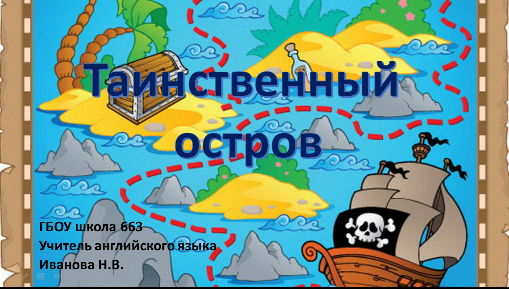 Таинственный
остров
ГБОУ школа 663
Учитель английского языка
Иванова Н.В.